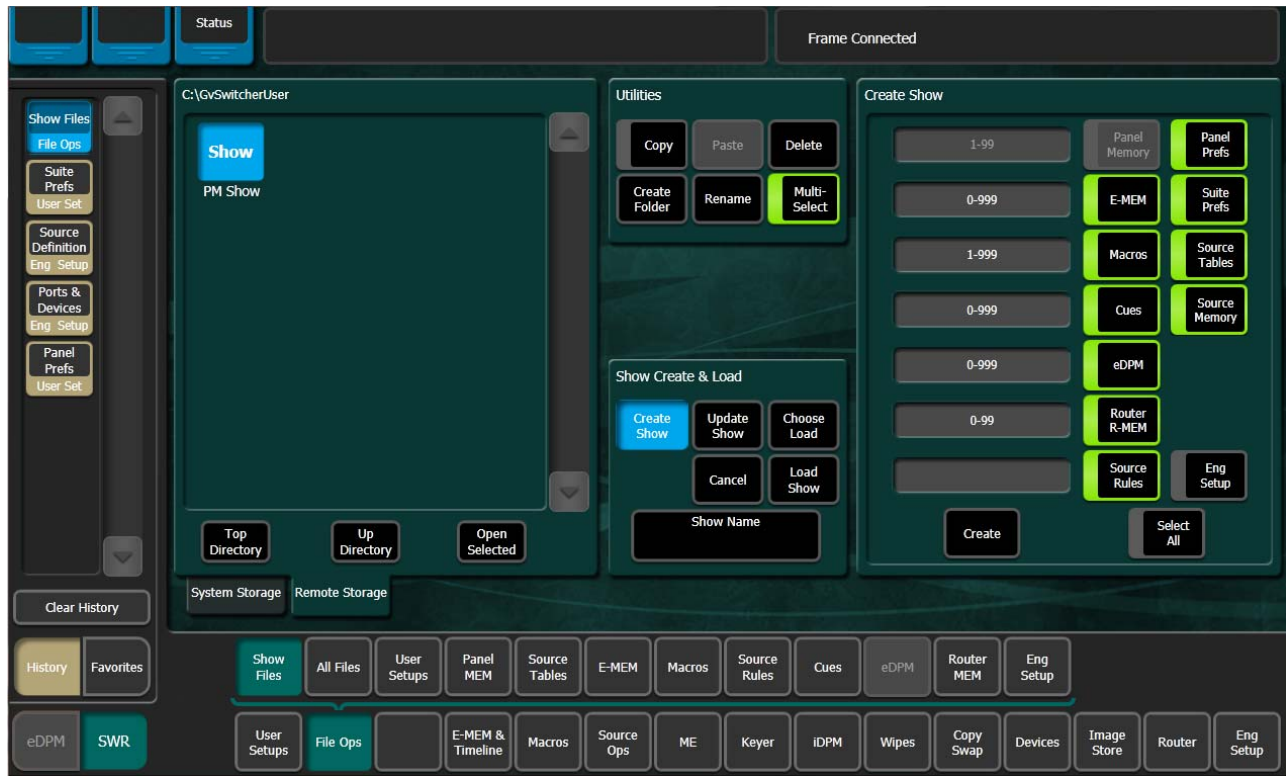 Status
Frame Connected
Show Files
File Ops
Suite
Prefs
User Set
Source
Definition
Eng Setup
Ports &
Devices
Eng Setup
Panel
Prefs
User Set
Clear History
History
Favorites
eDPM
SWR
C:\GvSwitcherUser
Show
PM Show
Top
Directory
Up
Directory
Open
Selected
System Storage
Remote Storage
Utilities
Copy
Paste
Delete
Create
Folder
Rename
Multi-
Select
Show Create & Load
Create
Show
Update
Show
Choose
Load
Cancel
Load
Show
Show Name
Create Show
1-99
Panel
Memory
Panel
Prefs
0-999
E-MEM
Suite
Prefs
1-999
Macros
Source
Tables
0-999
Cues
Source
Memory
0-999
eDPM
0-99
Router
R-MEM
Source
Rules
Eng
Setup
Create
Select
All
Show
Files
All Files
User
Setups
Panel
MEM
Source
Tables
E-MEM
Macros
Source
Rules
Cues
eDPM
Router
MEM
Eng
Setup
User
Setups
File Ops
E-MEM &
Timeline
Macros
Source
Ops
ME
Keyer
iDPM
Wipes
Copy
Swap
Devices
Image
Store
Router
Eng
Setup